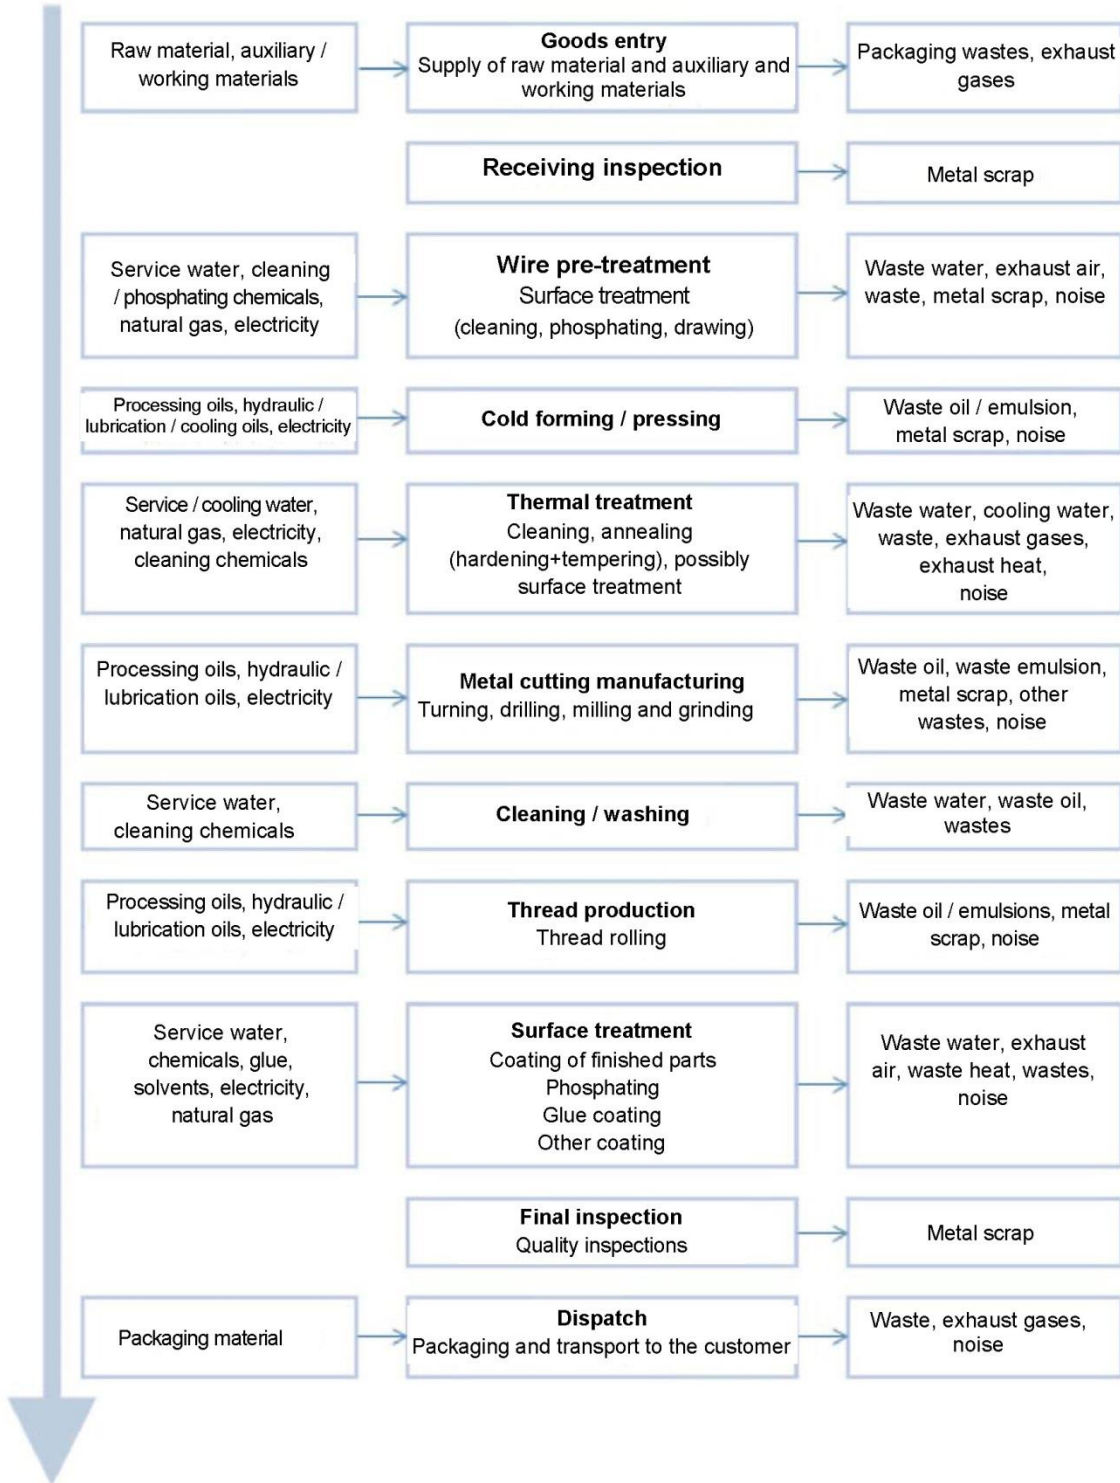 Raw material, auxiliary /
working materials
Goods entry
Supply of raw material and auxiliary and
working materials
Packaging wastes, exhaust
gases
Receiving inspection
Metal scrap
Service water, cleaning
/ phosphating chemicals,
natural gas, electricity
Wire pre-treatment
Surface treatment
(cleaning, phosphating, drawing)
Waste water, exhaust air,
waste, metal scrap, noise
Processing oils, hydraulic /
lubrication / cooling oils, electricity
Cold forming / pressing
Waste oil / emulsion,
metal scrap, noise
Service / cooling water,
natural gas, electricity,
cleaning chemicals
Thermal treatment
Cleaning, annealing
(hardening+tempering), possibly
surface treatment
Waste water, cooling water,
waste, exhaust gases,
exhaust heat,
noise
Processing oils, hydraulic /
lubrication oils, electricity
Metal cutting manufacturing
Turning, drilling, milling and grinding
Waste oil, waste emulsion,
metal scrap, other
wastes, noise
Service water,
cleaning chemicals
Cleaning / washing
Waste water, waste oil,
wastes
Processing oils, hydraulic /
lubrication oils, electricity
Thread production
Thread rolling
Waste oil / emulsions, metal
scrap, noise
Service water,
chemicals, glue,
solvents, electricity,
natural gas
Surface treatment
Coating of finished parts
Phosphating
Glue coating
Other coating
Waste water, exhaust
air, waste heat, wastes,
noise
Final inspection
Quality inspections
Metal scrap
Packaging material
Dispatch
Packaging and transport to the customer
Waste, exhaust gases,
noise